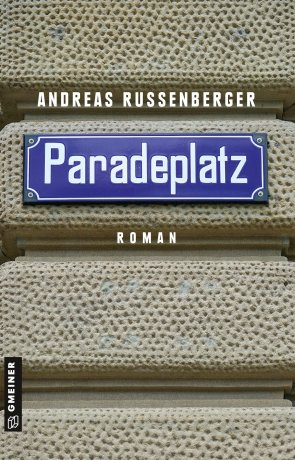 ANDREAS RUSSENBERGER
Paradeplatz
ROMAN
GMEINER